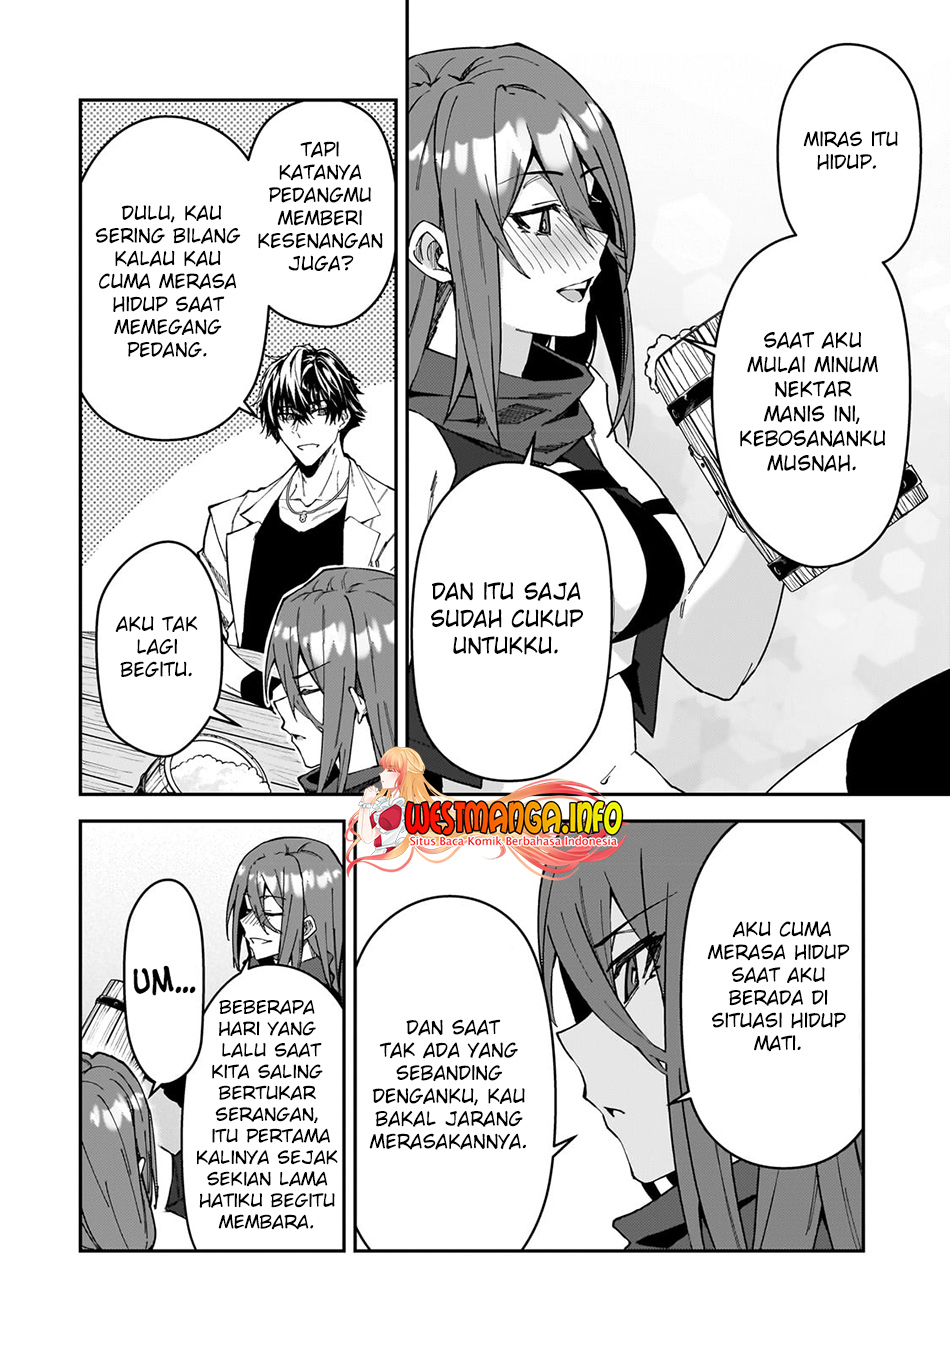 MIRAS ITU
HIDUP.
SAAT AKU
MULAI MINUM
NEKTAR
MANIS INI,
KEBOSANANKU
MUSNAH.
DAN ITU SAJA
SUDAH CUKUP
UNTUKKU.
TAPI
KATANYA
PEDANGMU
MEMBERI
KESENANGAN
JUGA?
DULU, KAU
SERING BILANG
KALAU KAU
CUMA MERASA
HIDUP SAAT
MEMEGANG
PEDANG.
AKU TAK
LAGI
BEGITU.
WESTMANGA.INFO
Situs Baca Komik Berbahasa Indonesia
AKU CUMA
MERASA HIDUP
SAAT AKU
BERADA DI
SITUASI HIDUP
MATI.
DAN SAAT
TAK ADA YANG
SEBANDING
DENGANKU, KAU
BAKAL JARANG
MERASAKANNYA.
UM...
BEBERAPA
HARI YANG
LALU SAAT
KITA SALING
BERTUKAR
SERANGAN,
ITU PERTAMA
KALINYA SEJAK
SEKIAN LAMA
HATIKU BEGITU
MEMBARA.